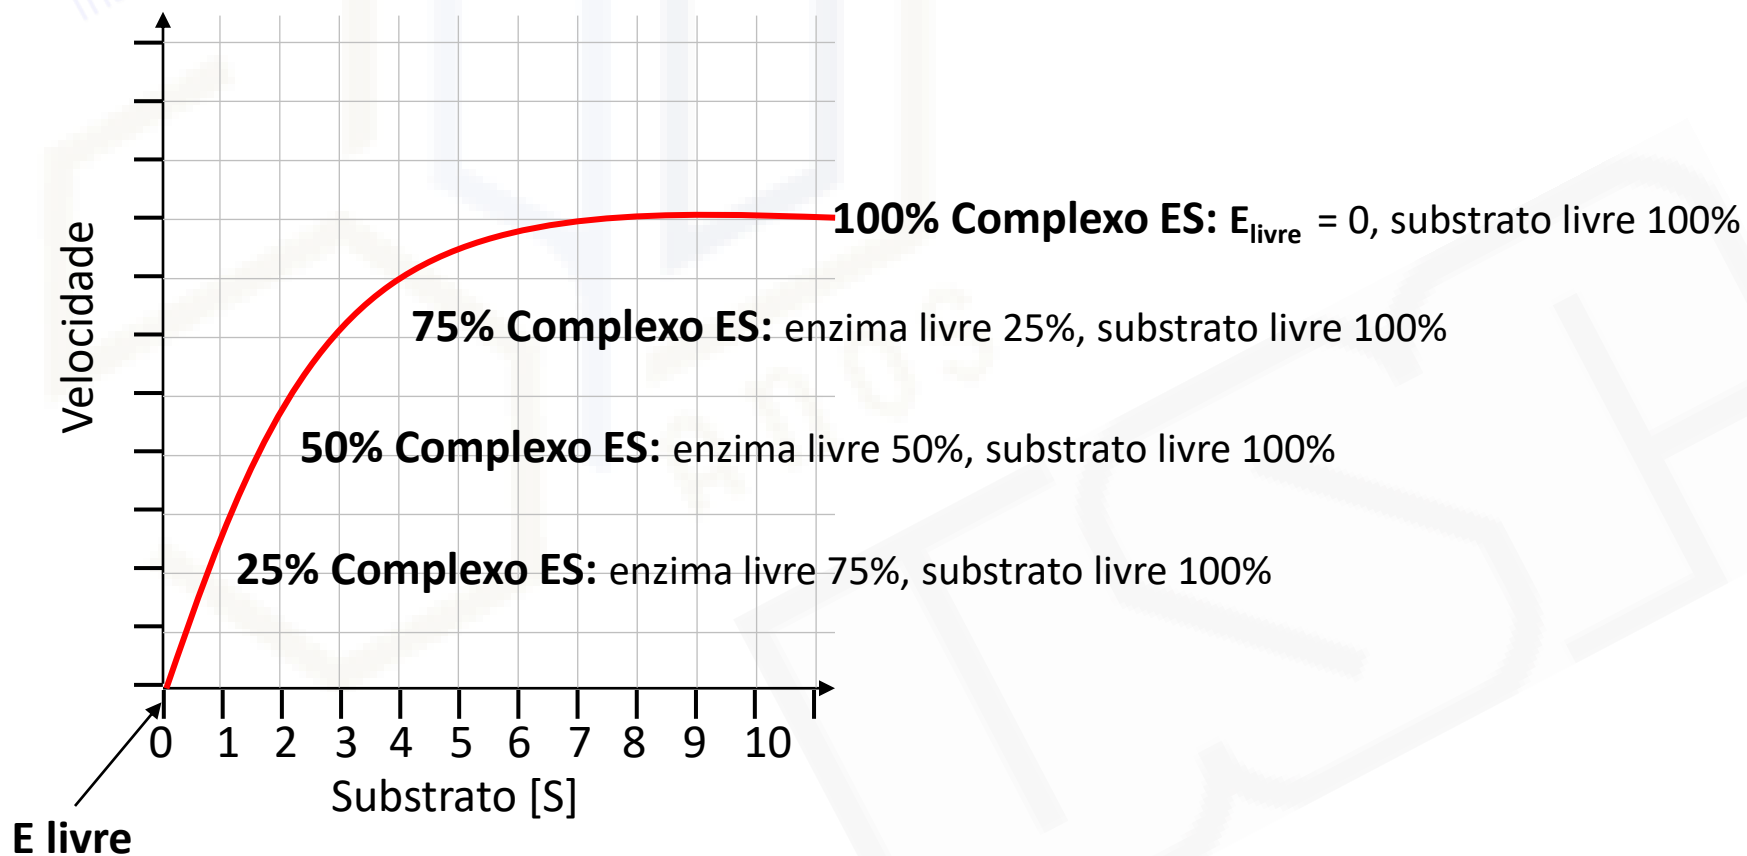 Velocidade
100% Complexo ES: Elivre = 0, substrato livre 100%
75% Complexo ES: enzima livre 25%, substrato livre 100%
50% Complexo ES: enzima livre 50%, substrato livre 100%
25% Complexo ES: enzima livre 75%, substrato livre 100%
0 1 2 3 4 5 6 7 8 9 10
Substrato [S]
E livre